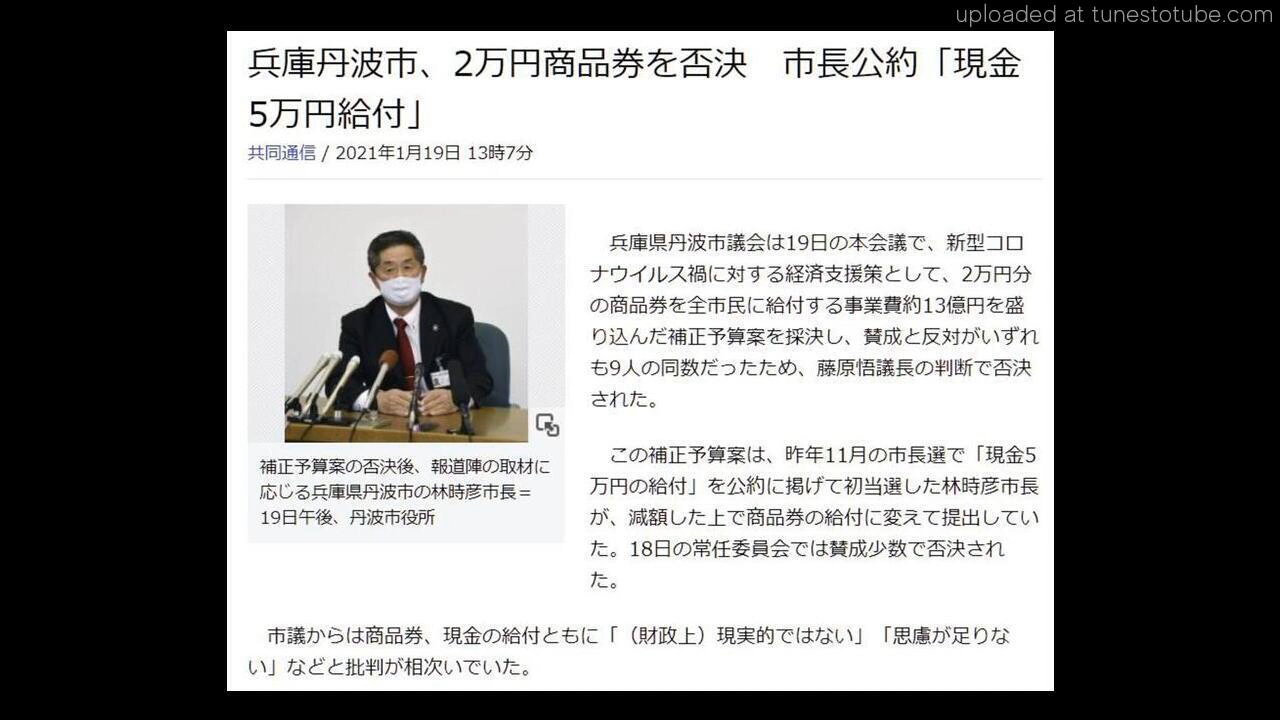 uploaded at tunestotube.com
兵庫丹波市、2万円商品券を否決　市長公約「現金
5万円給付」
共同通信 / 2021年1月19日 13時7分
兵庫県丹波市議会は19日の本会議で、新型コロ
ナウイルス禍に対する経済支援策として、2万円分
の商品券を全市民に給付する事業費約13億円を盛
り込んだ補正予算案を採決し、賛成と反対がいずれ
も9人の同数だったため、藤原悟議長の判断で否決
された。
この補正予算案は、昨年11月の市長選で「現金5
万円の給付」を公約に掲げて初当選した林時彦市長
が、減額した上で商品券の給付に変えて提出してい
た。18日の常任委員会では賛成少数で否決され
た。
補正予算案の否決後、報道陣の取材に
応じる兵庫県丹波市の林時彦市長＝
19日午後、丹波市役所
市議からは商品券、現金の給付ともに「（財政上）現実的ではない」「思慮が足りな
い」などと批判が相次いでいた。